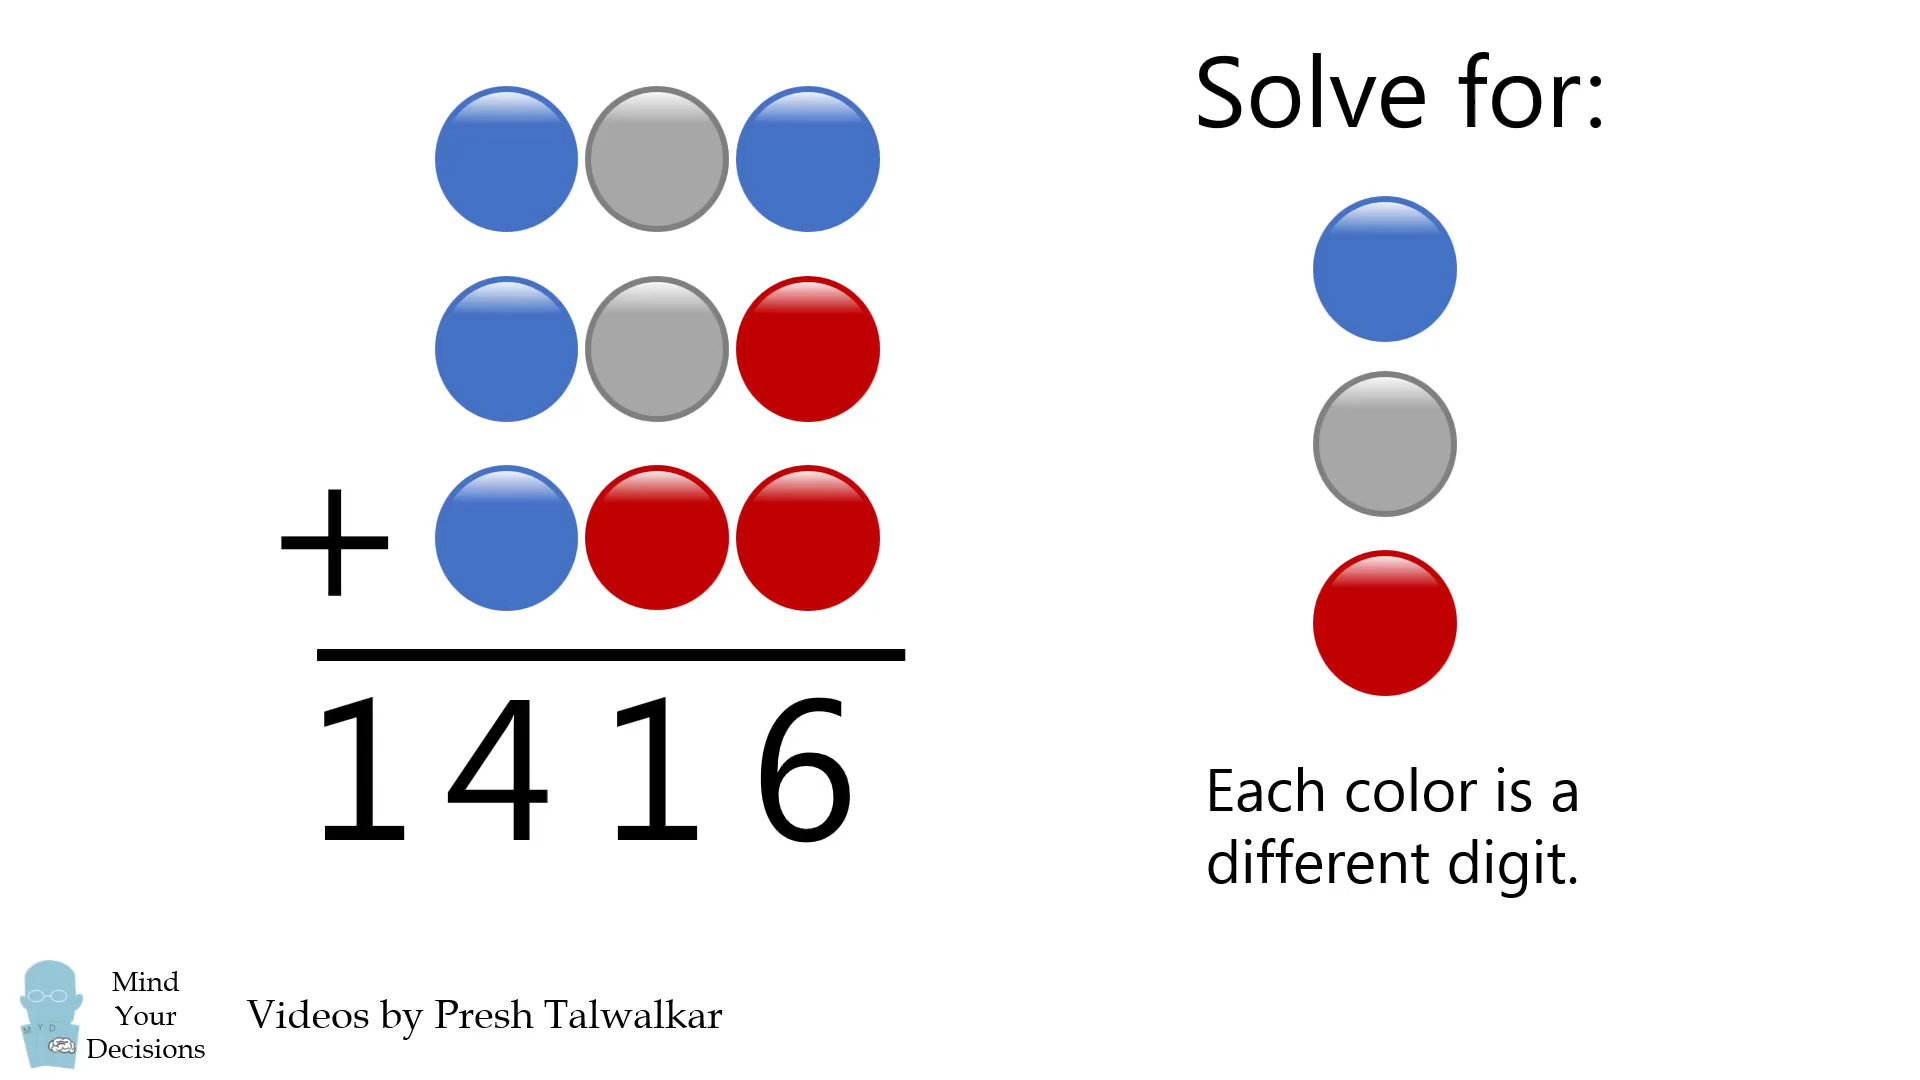 Solve for:
+
1416
Each color is a
different digit.
Mind
Your
Decisions
M Y D
Videos by Presh Talwalkar